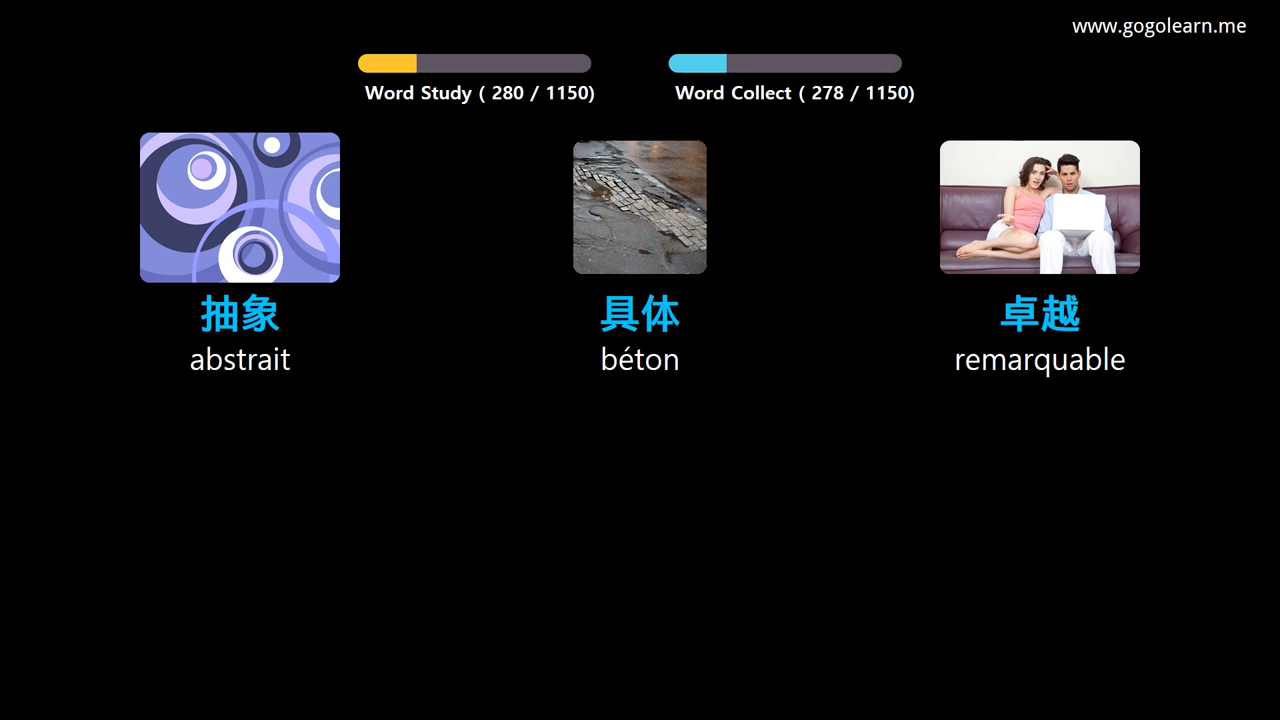 www.gogolearn.me
Word Study ( 280 / 1150)
Word Collect ( 278 / 1150)
抽象
具体
卓越
abstrait
béton
remarquable